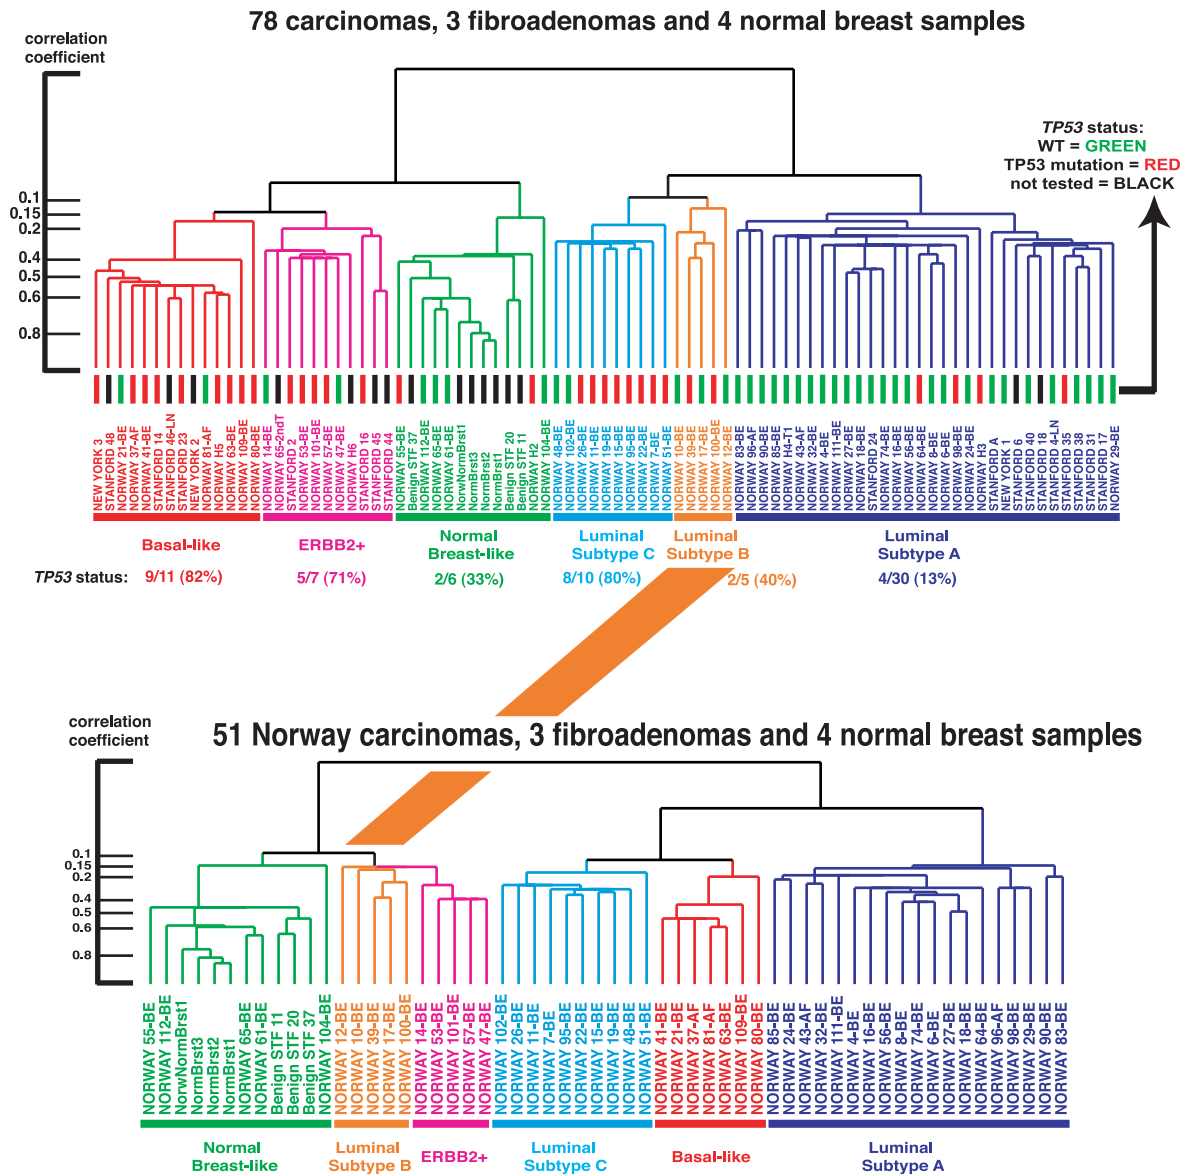 78 carcinomas, 3 fibroadenomas and 4 normal breast samples
correlation
coefficient
TP53 status:
WT = GREEN
TP53 mutation = RED
not tested = BLACK
0.1
0.15
0.2
0.4
0.5
0.6
0.8
NEW YORK 3
STANFORD 48
NORWAY 21-BE
NORWAY 37-AF
NORWAY 41-BE
STANFORD 14
STANFORD 46-LN
STANFORD 23
NEW YORK 2
NORWAY 81-AF
NORWAY H5
NORWAY 63-BE
NORWAY 109-BE
NORWAY 80-BE
NORWAY 14-BE
NORWAY 65-2ndT
STANFORD 2
NORWAY 53-BE
NORWAY 101-BE
NORWAY 57-BE
NORWAY 47-BE
NORWAY H6
STANFORD 16
STANFORD 45
STANFORD 44
NORWAY 55-BE
Benign STF 37
NORWAY 112-BE
NORWAY 65-BE
NORWAY 61-BE
NorwNormBrst1
NormBrst3
NormBrst2
NormBrst1
Benign STF 20
Benign STF 11
NORWAY H2
NORWAY 104-BE
NORWAY 48-BE
NORWAY 102-BE
NORWAY 26-BE
NORWAY 11-BE
NORWAY 19-BE
NORWAY 15-BE
NORWAY 95-BE
NORWAY 22-BE
NORWAY 7-BE
NORWAY 51-BE
NORWAY 10-BE
NORWAY 39-BE
NORWAY 17-BE
NORWAY 100-BE
NORWAY 12-BE
NORWAY 83-BE
NORWAY 96-AF
NORWAY 90-BE
NORWAY 85-BE
NORWAY H4-T1
NORWAY 43-AF
NORWAY 32-BE
NORWAY 4-BE
NORWAY 111-BE
NORWAY 27-BE
NORWAY 18-BE
STANFORD 24
NORWAY 74-BE
NORWAY 16-BE
NORWAY 56-BE
NORWAY 64-BE
NORWAY 8-BE
NORWAY 6-BE
NORWAY 98-BE
NORWAY 24-BE
NORWAY H3
STANFORD A
NEW YORK 1
STANFORD 6
STANFORD 40
STANFORD 18
STANFORD 4-LN
STANFORD 35
STANFORD 38
STANFORD 31
STANFORD 17
NORWAY 29-BE
Basal-like
ERBB2+
Normal
Breast-like
Luminal
Subtype C
Luminal
Subtype B
Luminal
Subtype A
TP53 status: 9/11 (82%) 5/7 (71%) 2/6 (33%) 8/10 (80%) 2/5 (40%) 4/30 (13%)
correlation
coefficient
51 Norway carcinomas, 3 fibroadenomas and 4 normal breast samples
0.1
0.15
0.2
0.4
0.5
0.6
0.8
NORWAY 55-BE
NORWAY 112-BE
NorwNormBrst1
NormBrst3
NormBrst2
NormBrst1
NORWAY 65-BE
NORWAY 61-BE
Benign STF 11
Benign STF 20
Benign STF 37
NORWAY 104-BE
NORWAY 12-BE
NORWAY 10-BE
NORWAY 39-BE
NORWAY 17-BE
NORWAY 100-BE
NORWAY 14-BE
NORWAY 53-BE
NORWAY 101-BE
NORWAY 57-BE
NORWAY 47-BE
NORWAY 102-BE
NORWAY 26-BE
NORWAY 11-BE
NORWAY 7-BE
NORWAY 95-BE
NORWAY 22-BE
NORWAY 15-BE
NORWAY 19-BE
NORWAY 48-BE
NORWAY 51-BE
NORWAY 41-BE
NORWAY 21-BE
NORWAY 37-AF
NORWAY 81-AF
NORWAY 63-BE
NORWAY 109-BE
NORWAY 80-BE
NORWAY 85-BE
NORWAY 24-BE
NORWAY 43-AF
NORWAY 32-BE
NORWAY 111-BE
NORWAY 4-BE
NORWAY 16-BE
NORWAY 56-BE
NORWAY 8-BE
NORWAY 74-BE
NORWAY 6-BE
NORWAY 27-BE
NORWAY 18-BE
NORWAY 64-BE
NORWAY 96-AF
NORWAY 98-BE
NORWAY 29-BE
NORWAY 90-BE
NORWAY 83-BE
Normal
Breast-like
Luminal
Subtype B
ERBB2+
Luminal
Subtype C
Basal-like
Luminal
Subtype A